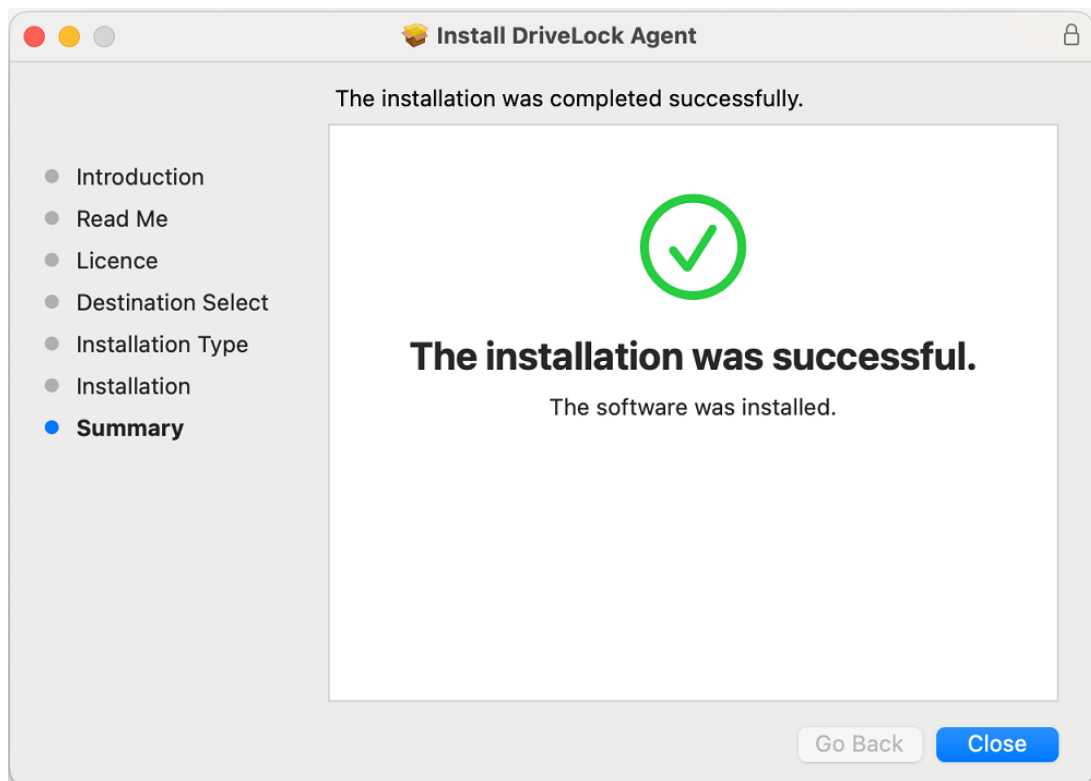 Install DriveLock Agent
The installation was completed successfully.
Introduction
Read Me
Licence
Destination Select
Installation Type
Installation
Summary
The installation was successful.
The software was installed.
Go Back
Close